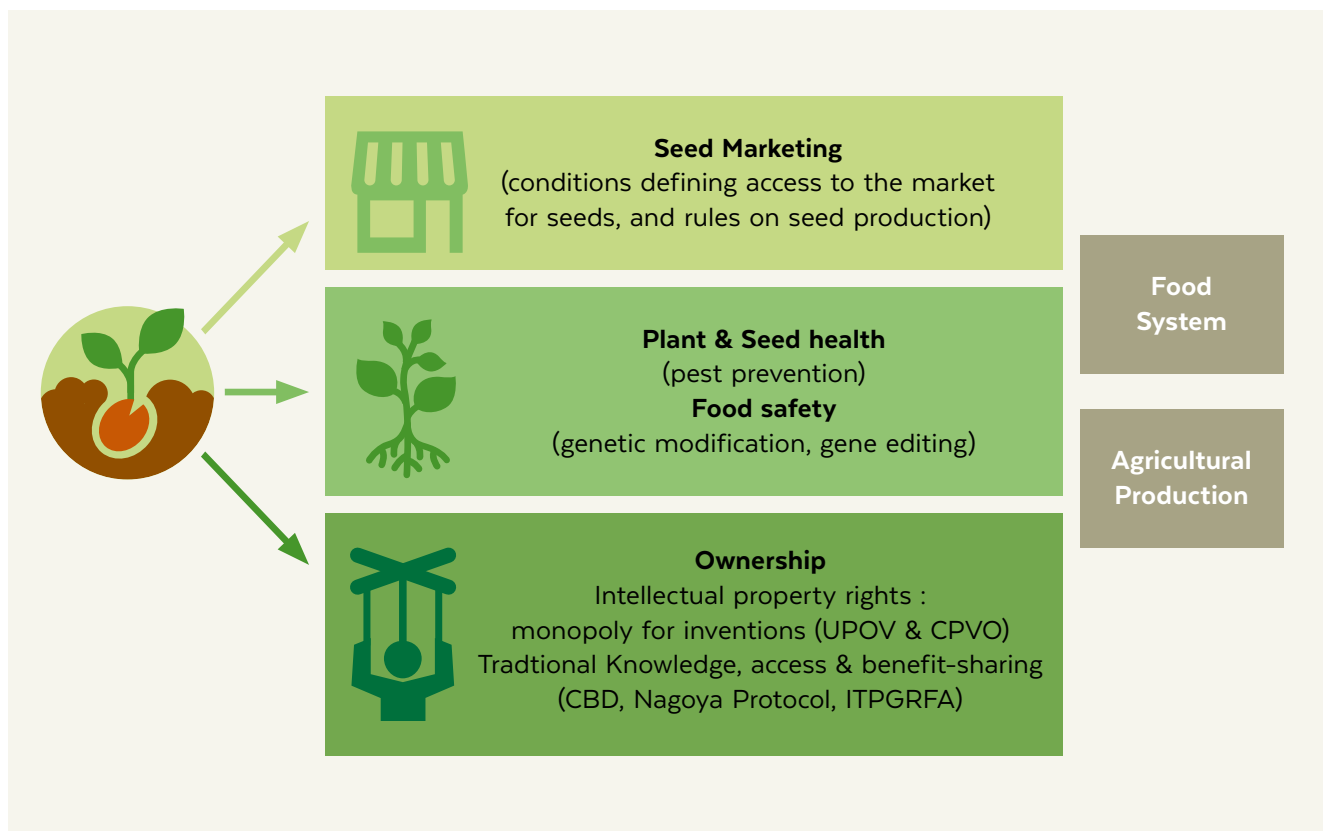 Seed Marketing
(conditions defining access to the market
for seeds, and rules on seed production)
Plant & Seed health
(pest prevention)
Food safety
(genetic modification, gene editing)
Ownership
Intellectual property rights :
monopoly for inventions (UPOV & CPVO)
Tradtional Knowledge, access & benefit-sharing
(CBD, Nagoya Protocol, ITPGRFA)
Food
System
Agricultural
Production